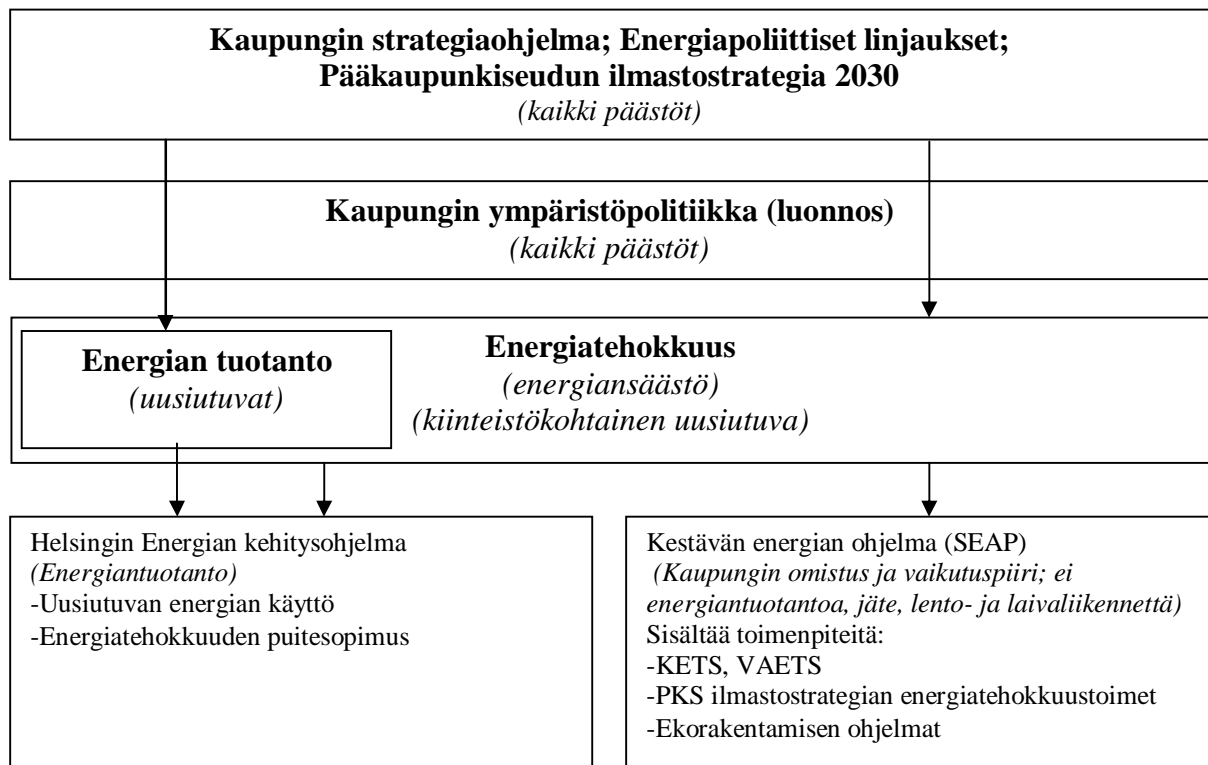 Kaupungin strategiaohjelma; Energiapoliittiset linjaukset;
Pääkaupunkiseudun ilmastostrategia 2030
(kaikki päästöt)
Kaupungin ympäristöpolitiikka (luonnos)
(kaikki päästöt)
Energian tuotanto
(uusiutuvat)
Energiatehokkuus
(energiansäästö)
(kiinteistökohtainen uusiutuva)
Helsingin Energian kehitysohjelma
(Energiantuotanto)
-Uusiutuvan energian käyttö
-Energiatehokkuuden puitesopimus
Kestävän energian ohjelma (SEAP)
(Kaupungin omistus ja vaikutuspiiri; ei
energiantuotantoa, jäte, lento- ja laivaliikennettä)
Sisältää toimenpiteitä:
-KETS, VAETS
-PKS ilmastostrategian energiatehokkuustoimet
-Ekorakentamisen ohjelmat